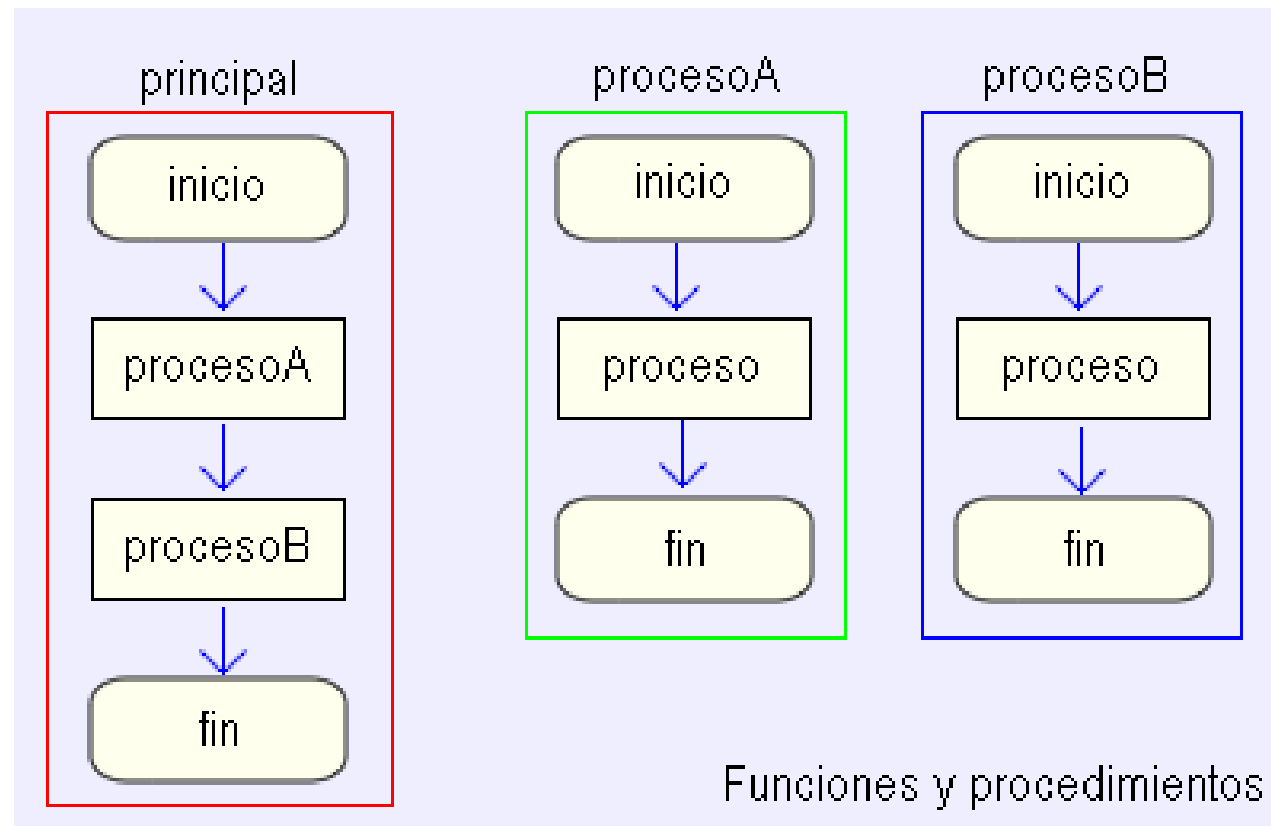 principal
inicio
procesoA
procesoB
fin
procesoA
inicio
proceso
fin
procesoB
inicio
proceso
fin
Funciones y procedimientos